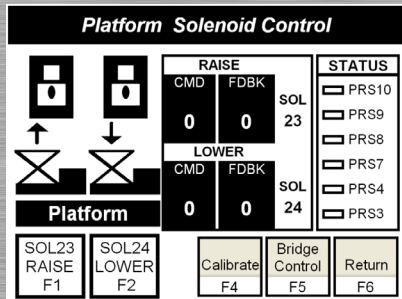 Platform Solenoid Control
RAISE
CMD FDBK
0 0
SOL
23
LOWER
CMD FDBK
0 0
SOL
24
STATUS
PRS10
PRS9
PRS8
PRS7
PRS4
PRS3
Platform
SOL23
RAISE
F1
SOL24
LOWER
F2
Calibrate
F4
Bridge
Control
F5
Return
F6